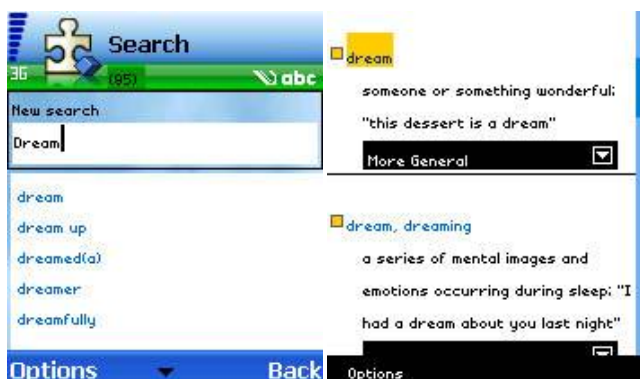 Search
3G
(95)
abc
New search
Dream
dream
dream up
dreamed(a)
dreamer
dreamfully
Options
Back
dream
someone or something wonderful;
"this dessert is a dream"
More General
dream, dreaming
a series of mental images and
emotions occurring during sleep; "I
had a dream about you last night"
Options